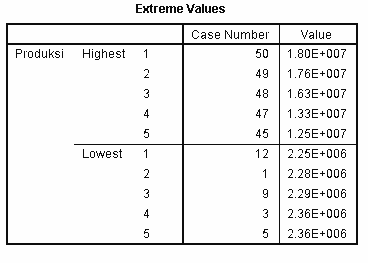 Extreme Values
Case Number Value
Produksi Highest 1 50 1.80E+007
2 49 1.76E+007
3 48 1.63E+007
4 47 1.33E+007
5 45 1.25E+007
Lowest 1 12 2.25E+006
2 1 2.28E+006
3 9 2.29E+006
4 3 2.36E+006
5 5 2.36E+006